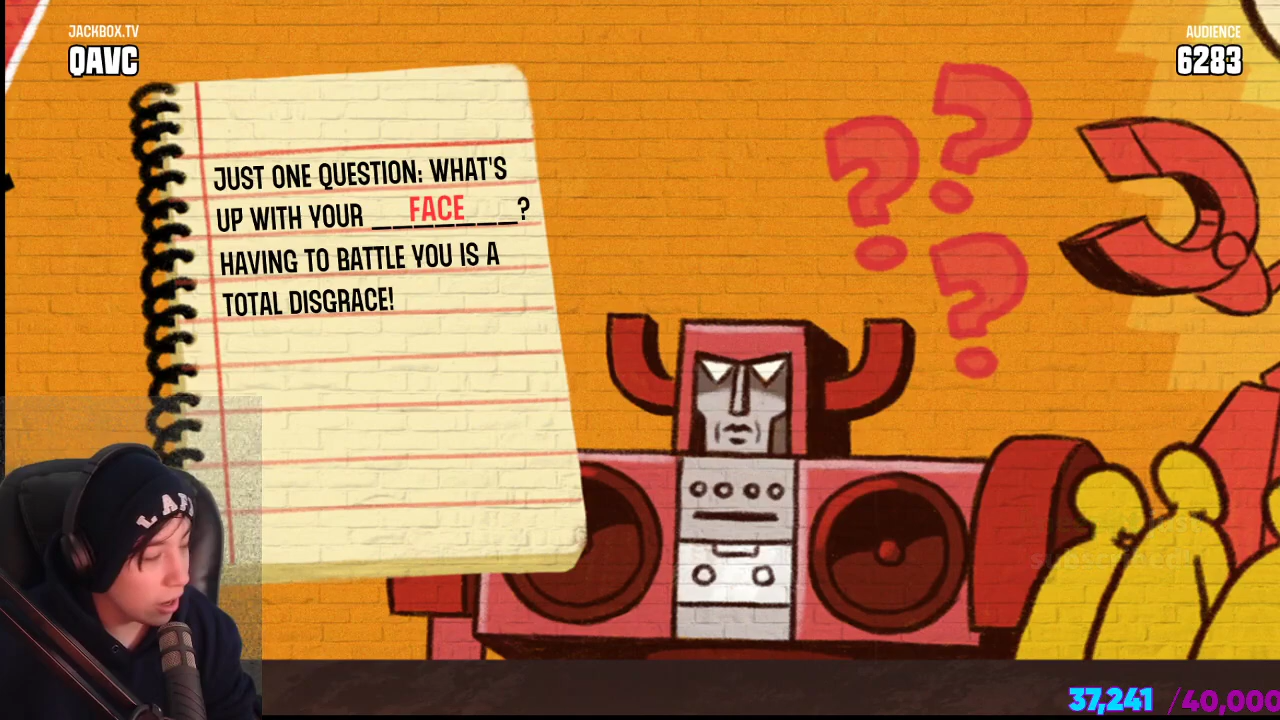 JACKBOX.TV
QAVC
AUDIENCE
6283
JUST ONE QUESTION: WHAT'S
UP WITH YOUR FACE?
HAVING TO BATTLE YOU IS A
TOTAL DISGRACE!
37,241 /40,000